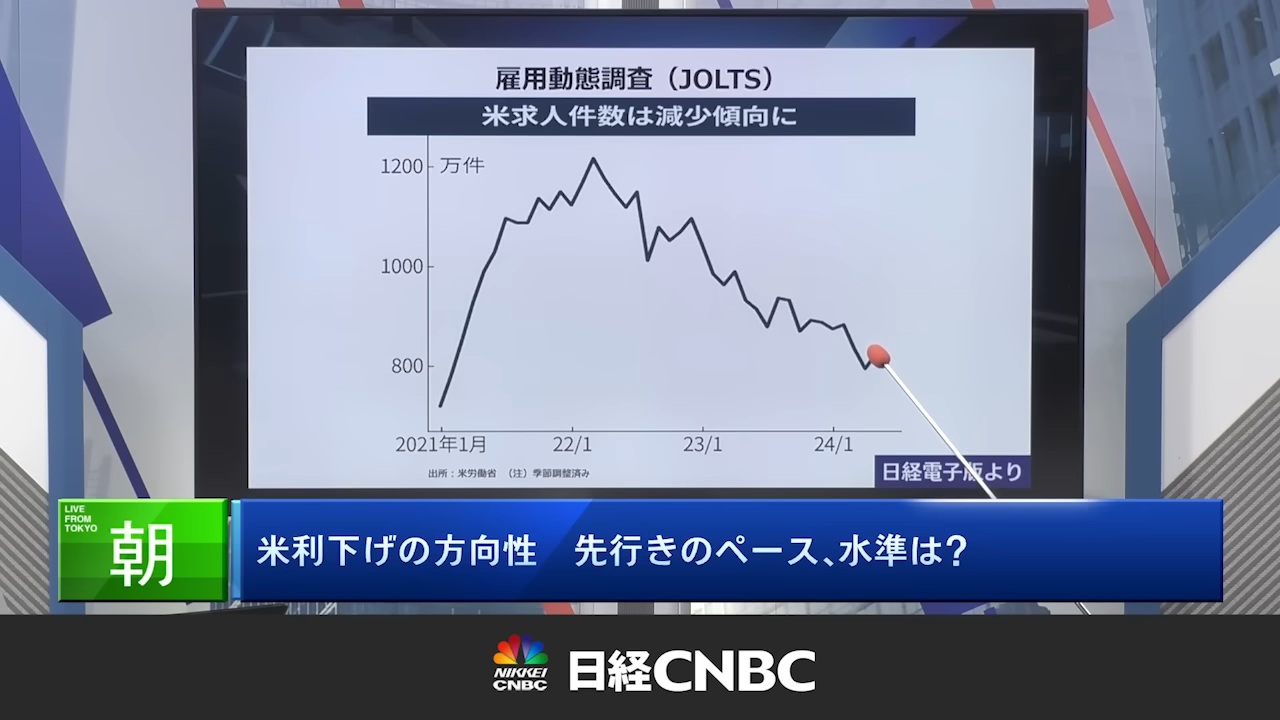 雇用動態調査（JOLTS）
米求人件数は減少傾向に
1200 万件
1000
800
2021年1月 22/1 23/1 24/1
出所：米労働省 （注）季節調整済み
日経電子版より
LIVE
FROM
TOKYO
朝
米利下げの方向性 先行きのペース、水準は？
NIKKEI
CNBC
日経CNBC